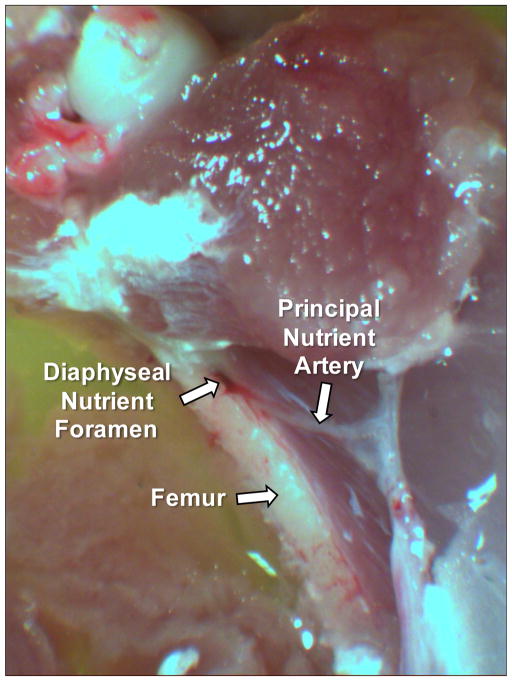 Principal
Nutrient
Artery
Diaphyseal
Nutrient
Foramen
Femur